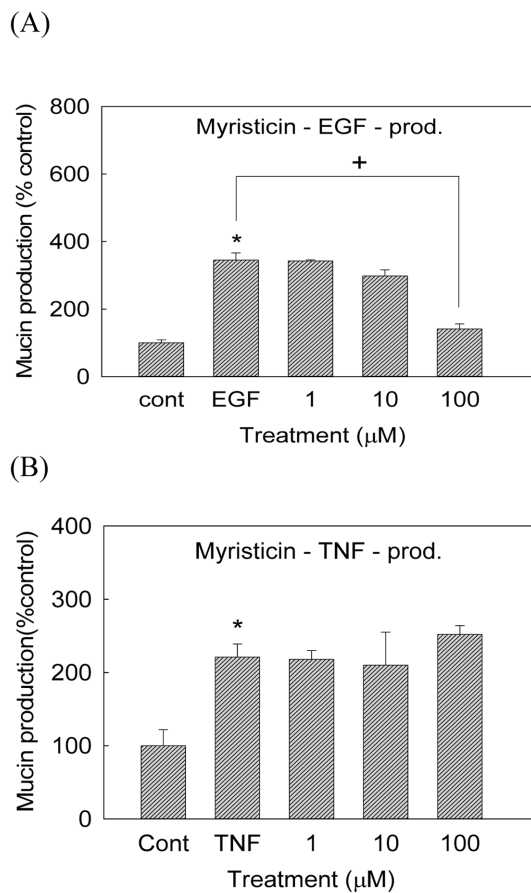 (A)
800
Myristicin - EGF - prod.
600
+
400
*
200
0
Mucin production (% control)
cont EGF 1 10 100
Treatment (μM)
(B)
400
Myristicin - TNF - prod.
300
*
200
100
0
Mucin production(%control)
Cont TNF 1 10 100
Treatment (μM)